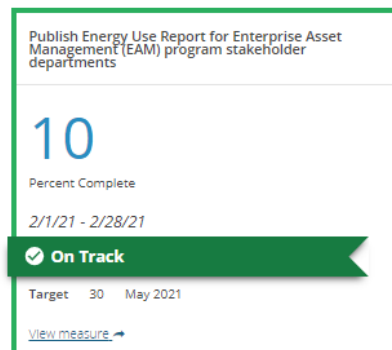 Publish Energy Use Report for Enterprise Asset
Management (EAM) program stakeholder
departments
10
Percent Complete
2/1/21 - 2/28/21
On Track
Target 30 May 2021
View measure